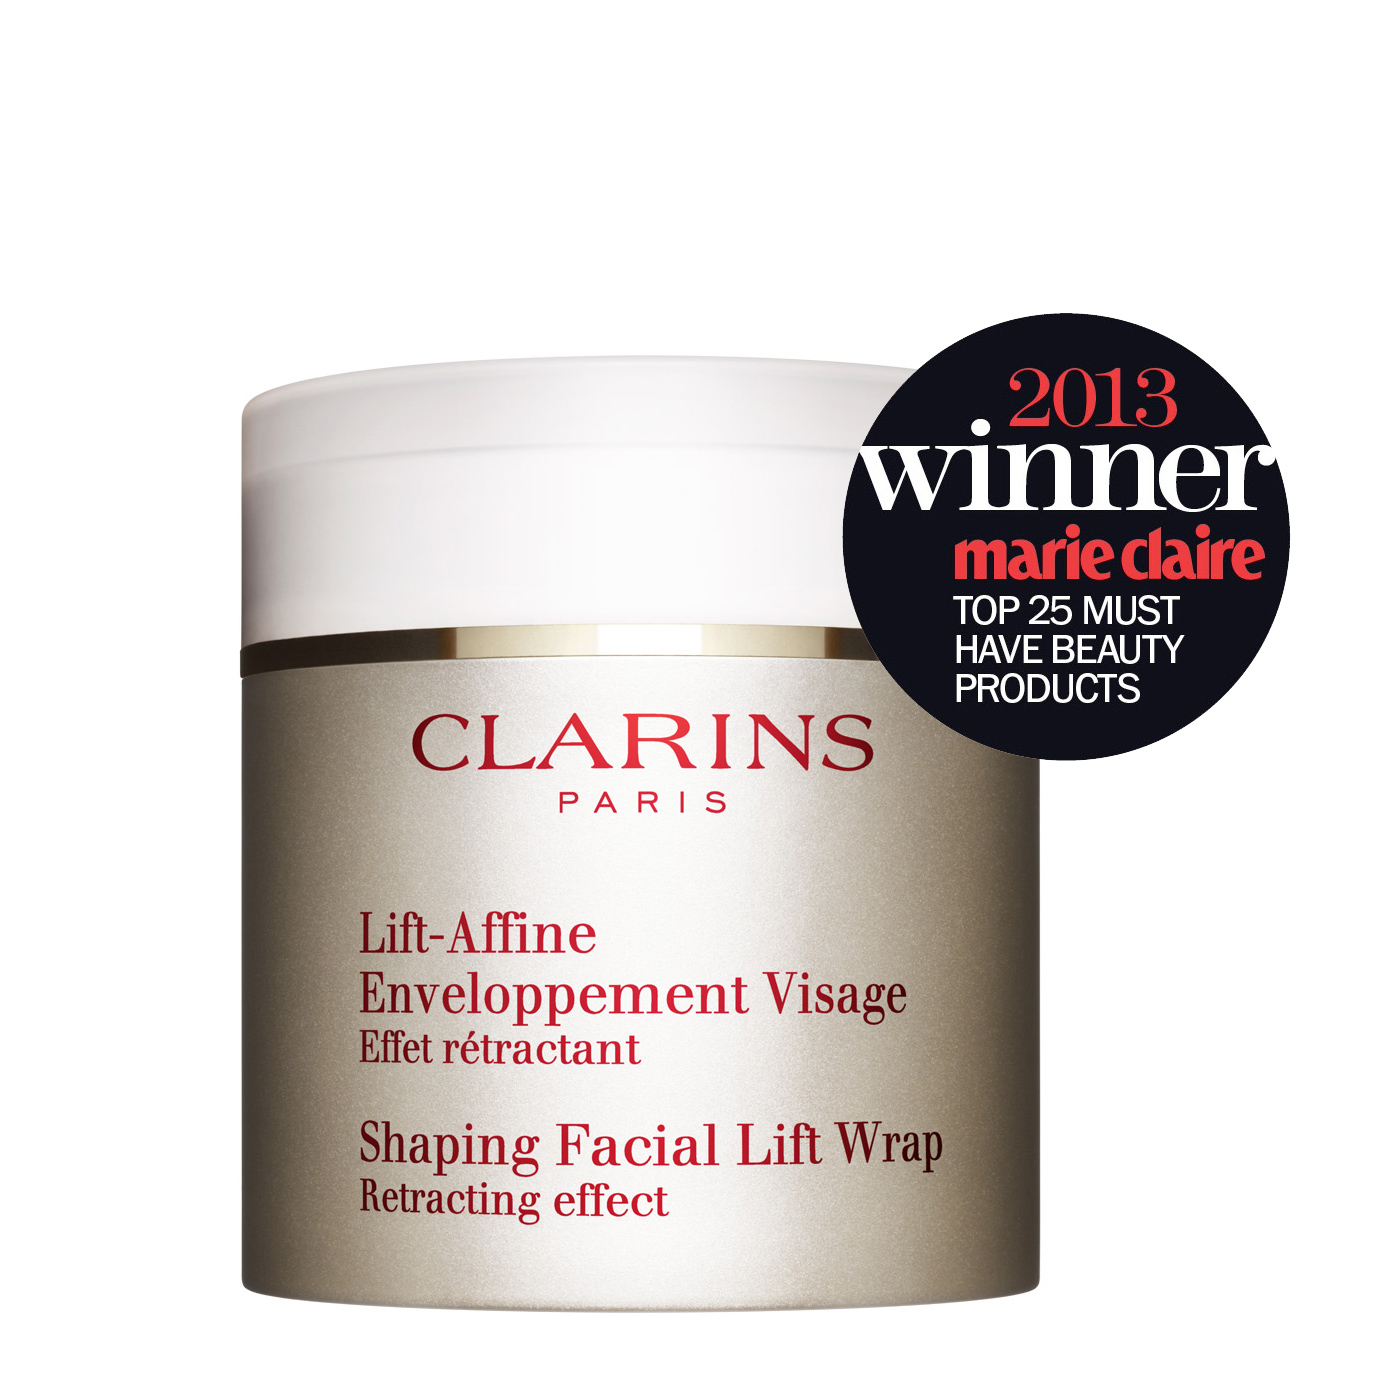 2013
winner
marie claire
TOP 25 MUST
HAVE BEAUTY
PRODUCTS
CLARINS
PARIS
Lift-Affine
Enveloppement Visage
Effet rétractant
Shaping Facial Lift Wrap
Retracting effect